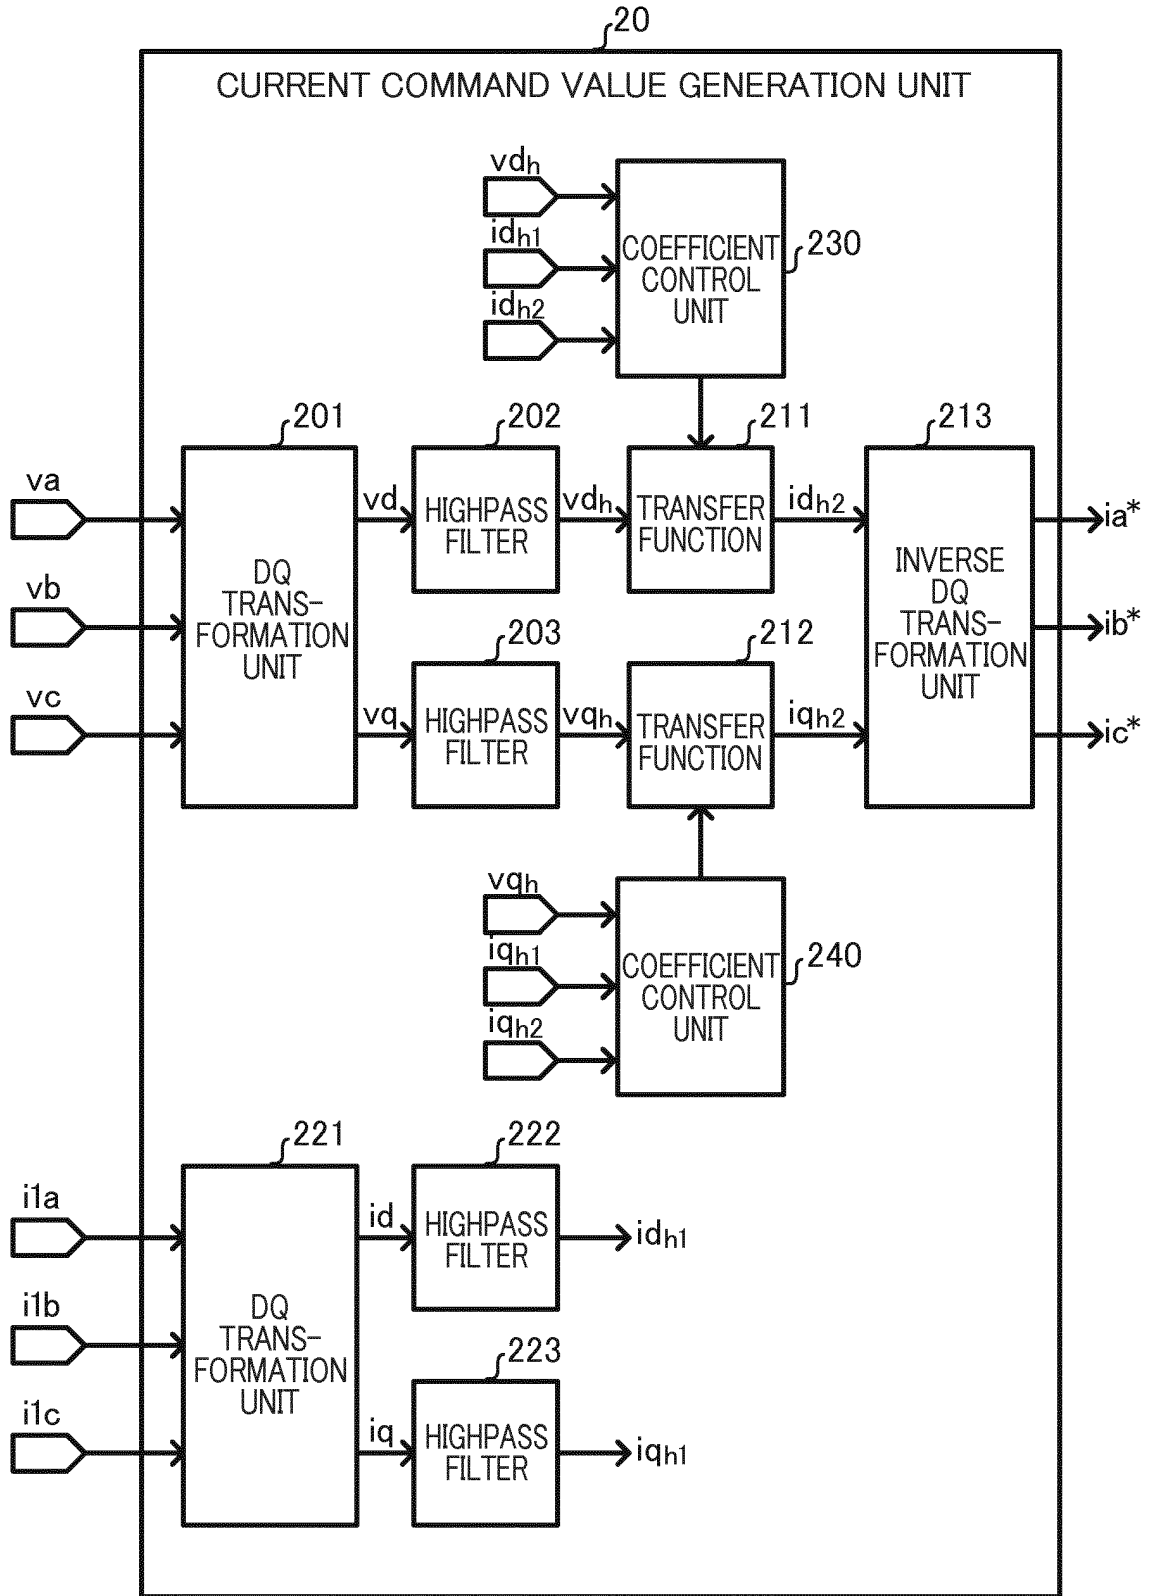 20
CURRENT COMMAND VALUE GENERATION UNIT
vdh
idh1
idh2
COEFFICIENT
CONTROL
UNIT
230
201
202
211
213
va
vb
vc
DQ
TRANS-
FORMATION
UNIT
vd
HIGHPASS
FILTER
vdh
TRANSFER
FUNCTION
idh2
INVERSE
DQ
TRANS-
FORMATION
UNIT
ia*
ib*
ic*
203
212
vq
HIGHPASS
FILTER
vqh
TRANSFER
FUNCTION
iqh2
vqh
iqh1
iqh2
COEFFICIENT
CONTROL
UNIT
240
221
222
i1a
i1b
i1c
DQ
TRANS-
FORMATION
UNIT
id
HIGHPASS
FILTER
idh1
223
iq
HIGHPASS
FILTER
iqh1